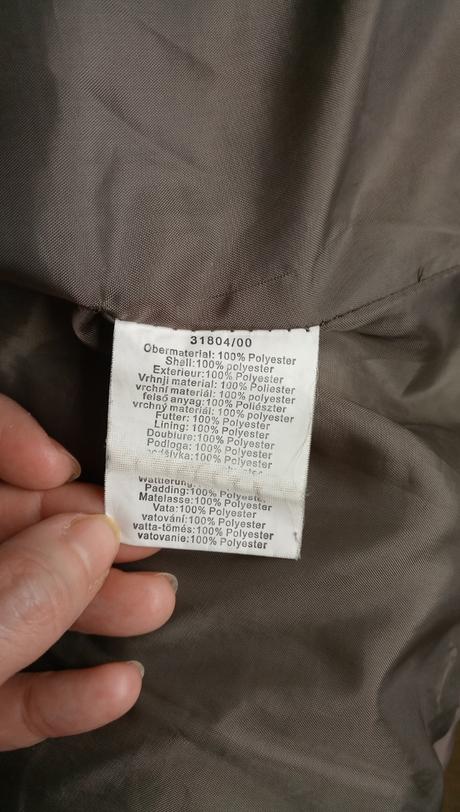 31804/00
Obermaterial: 100% Polyester
Shell:100% polyester
Exterieur:100% Polyester
Vrhnji material: 100% Poliester
vrchní materiál: 100% polyester
felső anyag:100% Poliészter
vrchný materiál: 100% polyester
Futter: 100% Polyester
Lining: 100% Polyester
Doublure: 100% Polyester
Podloga: 100% Polyester
Wattierung:100% Polyester
Padding:100% Polyester
Matelasse: 100% Polyester
Vata:100% Polyester
vatování: 100% Polyester
vatta-tömés: 100% Polyester
vatovanie:100% Polyester